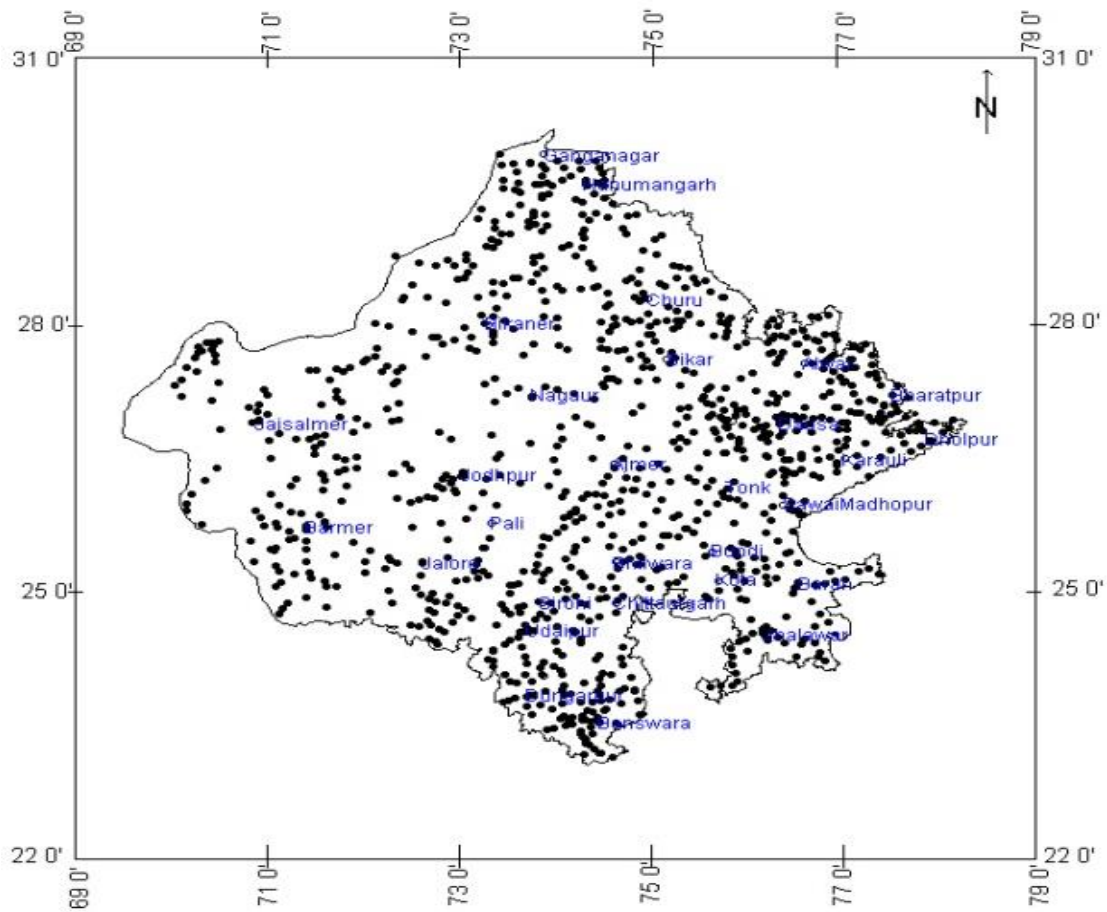 69 0'
71 0'
73 0'
75 0'
77 0'
79 0'
31 0'
31 0'
N
Ganganagar
Hanumangarh
Churu
28 0'
Bikaner
28 0'
Sikar
Alwar
Nagaur
Bharatpur
Jaisalmer
Dausa
Dholpur
Ajmer
Karauli
Jodhpur
Tonk
SawaiMadhopur
Barmer
Pali
Bundi
Jalore
Bhilwara
Kota
Baran
25 0'
25 0'
Sirohi
Chittaurgarh
Udaipur
Jhalawar
Dungarpur
Banswara
22 0'
22 0'
69 0'
71 0'
73 0'
75 0'
77 0'
79 0'